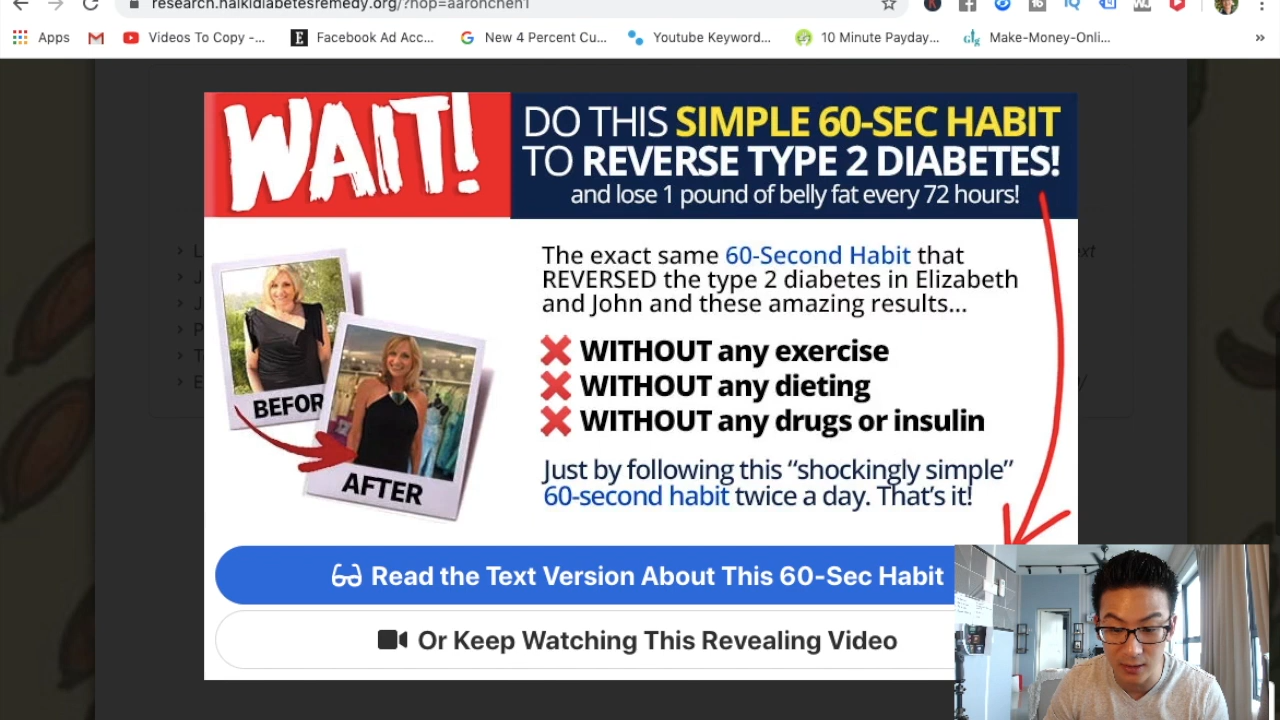 research.halkidiabetesremedy.org/?hop=aaronchen1
Apps
Videos To Copy -...
Facebook Ad Acc...
New 4 Percent Cu...
Youtube Keyword...
10 Minute Payday...
Make-Money-Onli...
»
WAIT!
DO THIS SIMPLE 60-SEC HABIT
TO REVERSE TYPE 2 DIABETES!
and lose 1 pound of belly fat every 72 hours!
The exact same 60-Second Habit that
REVERSED the type 2 diabetes in Elizabeth
and John and these amazing results...
WITHOUT any exercise
WITHOUT any dieting
WITHOUT any drugs or insulin
Just by following this “shockingly simple”
60-second habit twice a day. That’s it!
BEFOR
AFTER
Read the Text Version About This 60-Sec Habit
Or Keep Watching This Revealing Video